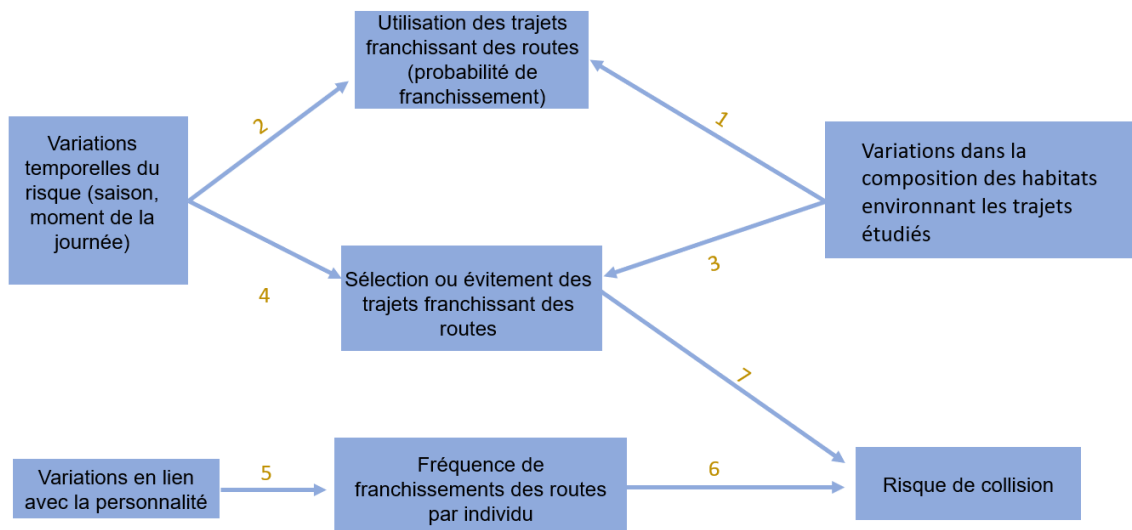 Utilisation des trajets
franchissant des routes
(probabilité de
franchissement)
2
1
Variations
temporelles du
risque (saison,
moment de la
journée)
Variations dans la
composition des habitats
environnant les trajets
étudiés
4
3
Sélection ou évitement des
trajets franchissant des
routes
7
Variations en lien
avec la personnalité
5
Fréquence de
franchissements des routes
par individu
6
Risque de collision